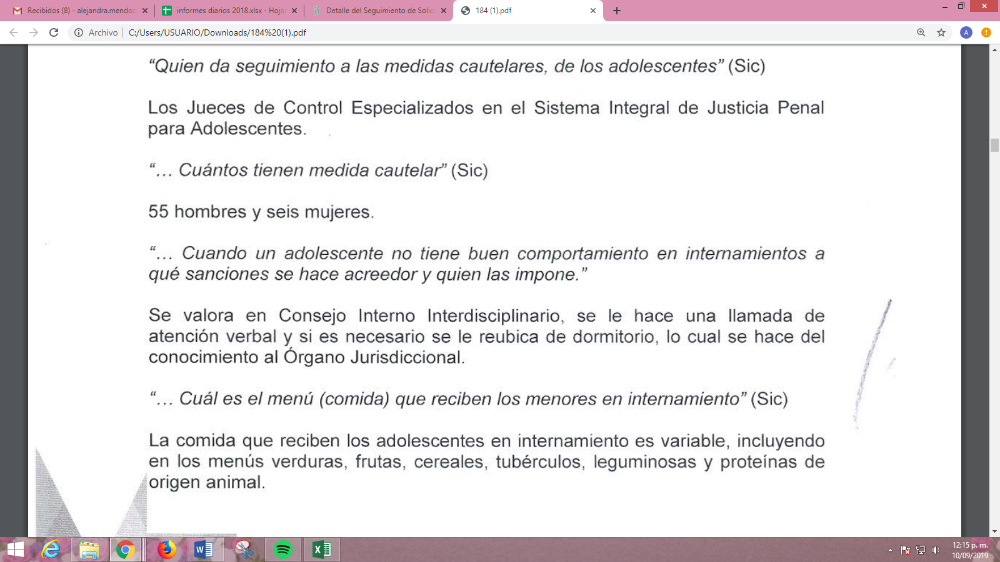 Recibidos (8) - alejandra.mendoz
informes diarios 2018.xlsx - Hoja
Detalle del Seguimiento de Solic
184 (1).pdf
Archivo
C:/Users/USUARIO/Downloads/184%20(1).pdf
A
“Quien da seguimiento a las medidas cautelares, de los adolescentes” (Sic)
Los Jueces de Control Especializados en el Sistema Integral de Justicia Penal
para Adolescentes.
“… Cuántos tienen medida cautelar” (Sic)
55 hombres y seis mujeres.
“… Cuando un adolescente no tiene buen comportamiento en internamientos a
qué sanciones se hace acreedor y quien las impone.”
Se valora en Consejo Interno Interdisciplinario, se le hace una llamada de
atención verbal y si es necesario se le reubica de dormitorio, lo cual se hace del
conocimiento al Órgano Jurisdiccional.
“… Cuál es el menú (comida) que reciben los menores en internamiento” (Sic)
La comida que reciben los adolescentes en internamiento es variable, incluyendo
en los menús verduras, frutas, cereales, tubérculos, leguminosas y proteínas de
origen animal.
12:15 p. m.
10/09/2019